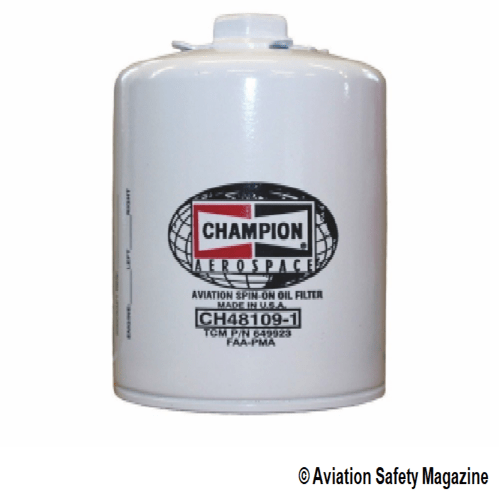 CHAMPION
®
AEROSPACE
AVIATION SPIN-ON OIL FILTER
MADE IN U.S.A.
CH48109-1
TCM P/N 649923
FAA-PMA
ENGINE: LEFT RIGHT
© Aviation Safety Magazine